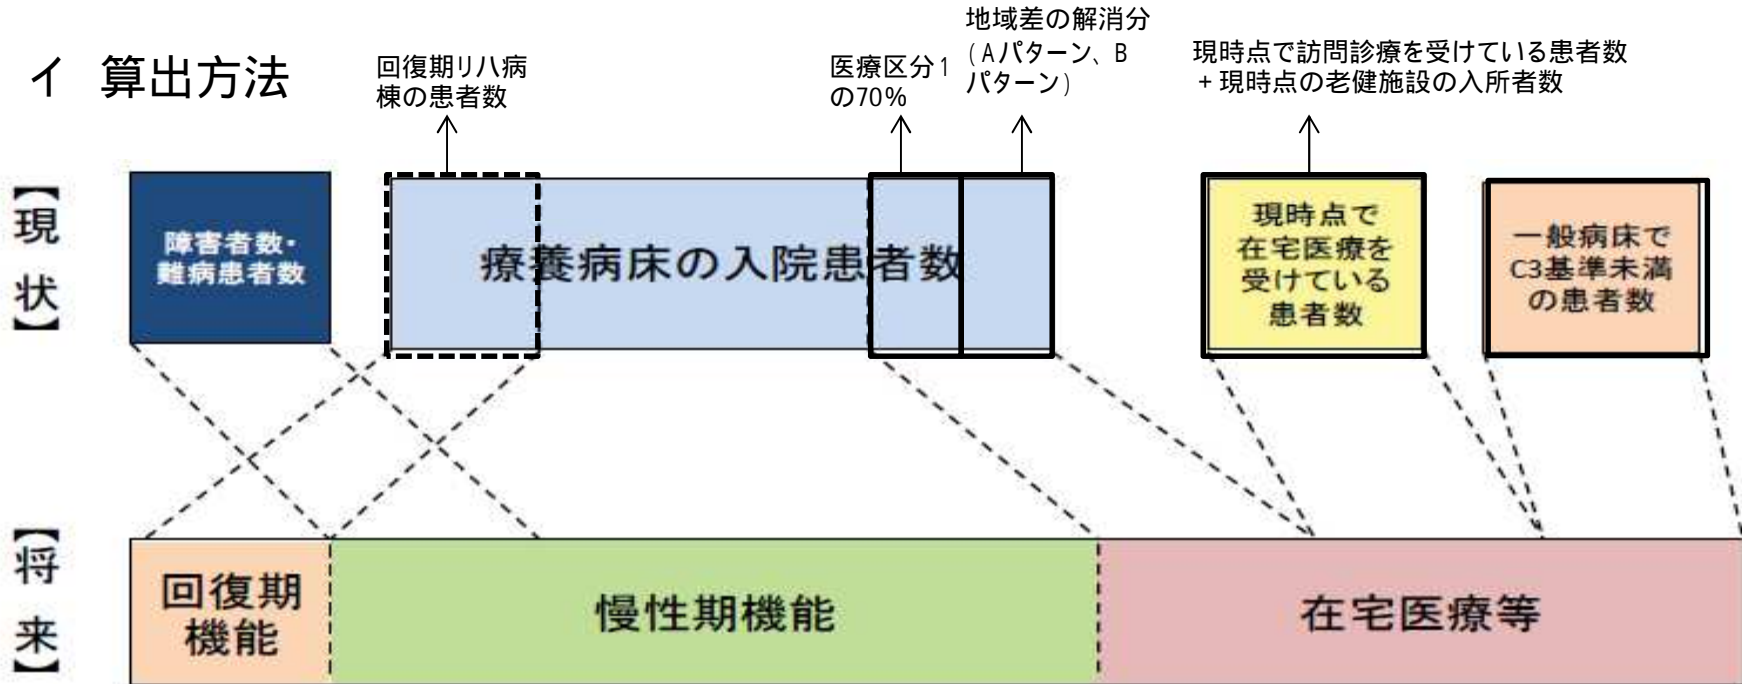 イ 算出方法
回復期リハ病
棟の患者数
医療区分1
の70%
地域差の解消分
(Aパターン、B
パターン)
現時点で訪問診療を受けている患者数
+現時点の老健施設の入所者数
【現状】
障害者数・
難病患者数
療養病床の入院患者数
現時点で
在宅医療を
受けている
患者数
一般病床で
C3基準未満
の患者数
【将来】
回復期
機能
慢性期機能
在宅医療等